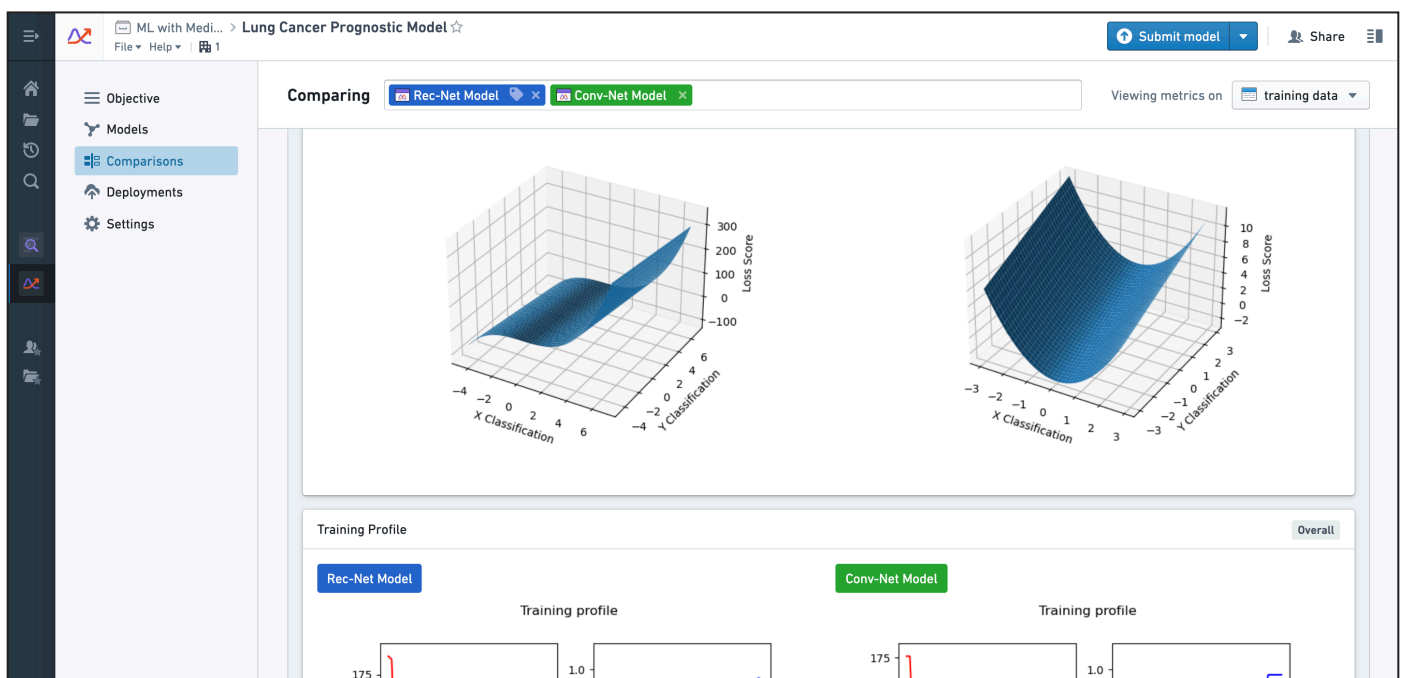 ML with Medi... > Lung Cancer Prognostic Model
File Help 1
Submit model
Share
Objective
Models
Comparisons
Deployments
Settings
Comparing
Rec-Net Model
Conv-Net Model
Viewing metrics on
training data
300
200
100
0
−100
Loss Score
−4
−2
0
2
4
6
X Classification
−4
−2
0
2
4
6
Y Classification
10
8
6
4
2
0
−2
Loss Score
−3
−2
−1
0
1
2
3
X Classification
−3
−2
−1
0
1
2
3
Y Classification
Training Profile
Overall
Rec-Net Model
Conv-Net Model
Training profile
Training profile
175
1.0
175
1.0